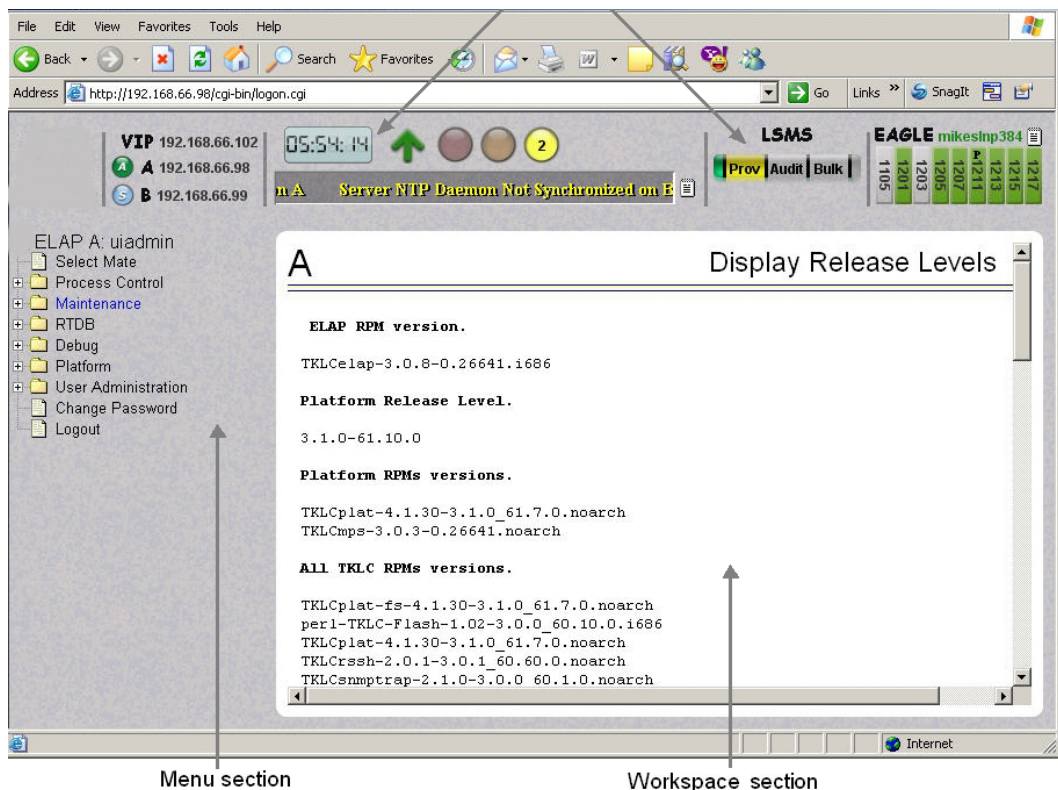 File Edit View Favorites Tools Help
Back Search Favorites
Address http://192.168.66.98/cgi-bin/logon.cgi Go Links » SnagIt
VIP 192.168.66.102
A A 192.168.66.98
S B 192.168.66.99
05:54:14
2
n A Server NTP Daemon Not Synchronized on E
LSMS
Prov Audit Bulk
EAGLE mikeslnp384
1105 1201 1203 1205 1207 P 1211 1213 1215 1217
ELAP A: uiadmin
Select Mate
Process Control
Maintenance
RTDB
Debug
Platform
User Administration
Change Password
Logout
A Display Release Levels
ELAP RPM version.
TKLCelap-3.0.8-0.26641.i686
Platform Release Level.
3.1.0-61.10.0
Platform RPMs versions.
TKLCplat-4.1.30-3.1.0_61.7.0.noarch
TKLCmps-3.0.3-0.26641.noarch
All TKLC RPMs versions.
TKLCplat-fs-4.1.30-3.1.0_61.7.0.noarch
perl-TKLC-Flash-1.02-3.0.0_60.10.0.i686
TKLCplat-4.1.30-3.1.0_61.7.0.noarch
TKLCrssh-2.0.1-3.0.1_60.60.0.noarch
TKLCsnmptrap-2.1.0-3.0.0_60.1.0.noarch
Internet
Menu section
Workspace section